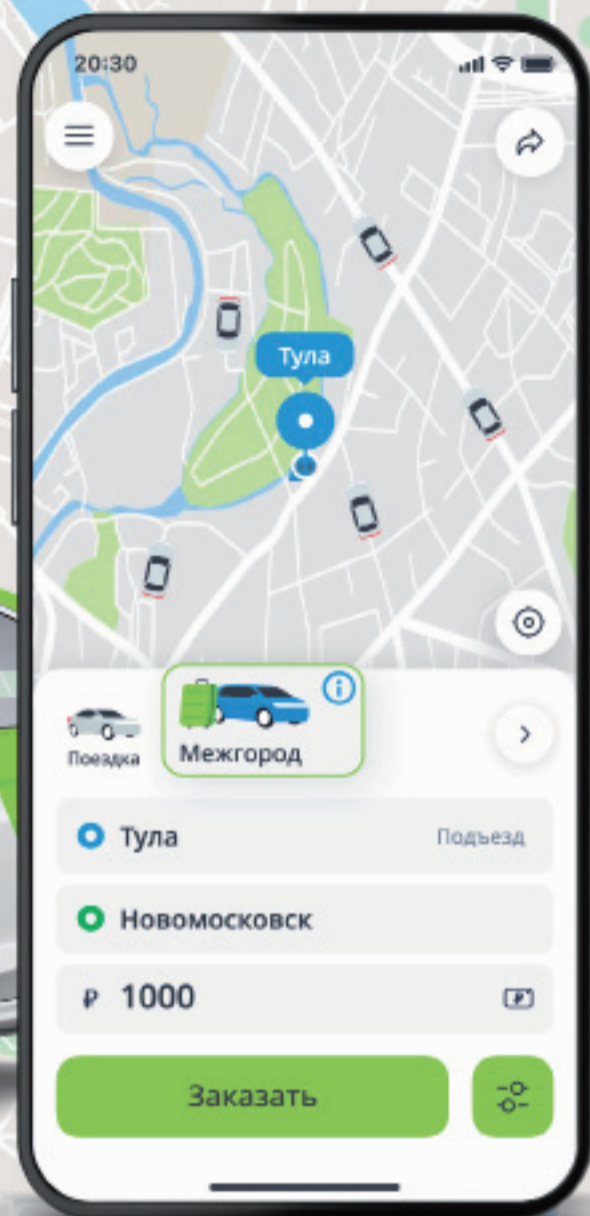 20:30
Тула
Поездка
Межгород
Тула Подъезд
Новомосковск
₽ 1000
Заказать